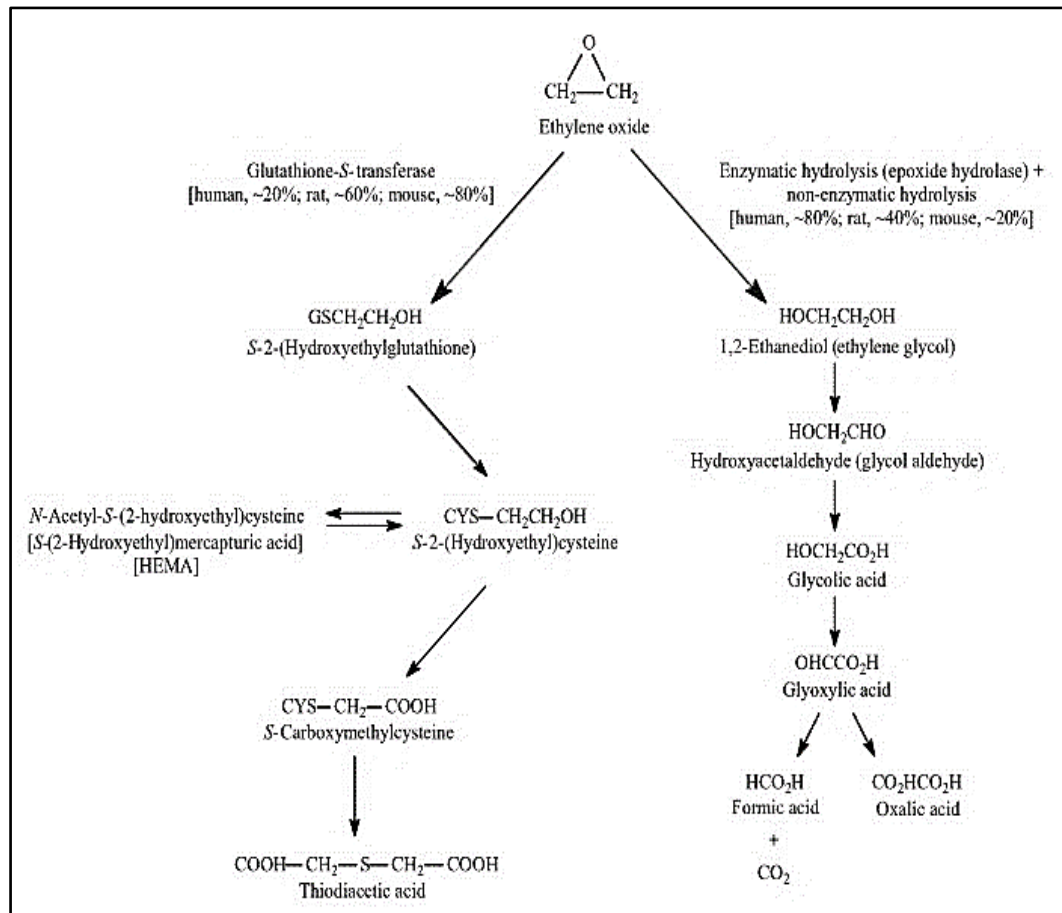 O
CH₂—CH₂
Ethylene oxide
Glutathione-S-transferase
[human, ~20%; rat, ~60%; mouse, ~80%]
Enzymatic hydrolysis (epoxide hydrolase) +
non-enzymatic hydrolysis
[human, ~80%; rat, ~40%; mouse, ~20%]
GSCH₂CH₂OH
S-2-(Hydroxyethylglutathione)
HOCH₂CH₂OH
1,2-Ethanediol (ethylene glycol)
HOCH₂CHO
Hydroxyacetaldehyde (glycol aldehyde)
N-Acetyl-S-(2-hydroxyethyl)cysteine
[S-(2-Hydroxyethyl)mercapturic acid]
[HEMA]
CYS—CH₂CH₂OH
S-2-(Hydroxyethyl)cysteine
HOCH₂CO₂H
Glycolic acid
OHCCO₂H
Glyoxylic acid
CYS—CH₂—COOH
S-Carboxymethylcysteine
HCO₂H
Formic acid
+
CO₂
CO₂HCO₂H
Oxalic acid
COOH—CH₂—S—CH₂—COOH
Thiodiacetic acid